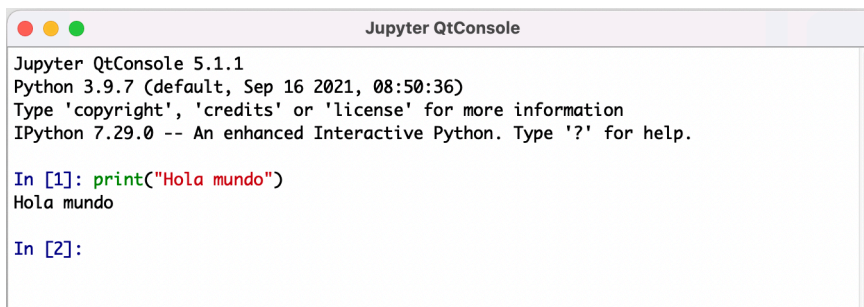 Jupyter QtConsole
Jupyter QtConsole 5.1.1
Python 3.9.7 (default, Sep 16 2021, 08:50:36)
Type 'copyright', 'credits' or 'license' for more information
IPython 7.29.0 -- An enhanced Interactive Python. Type '?' for help.
In [1]: print("Hola mundo")
Hola mundo
In [2]: